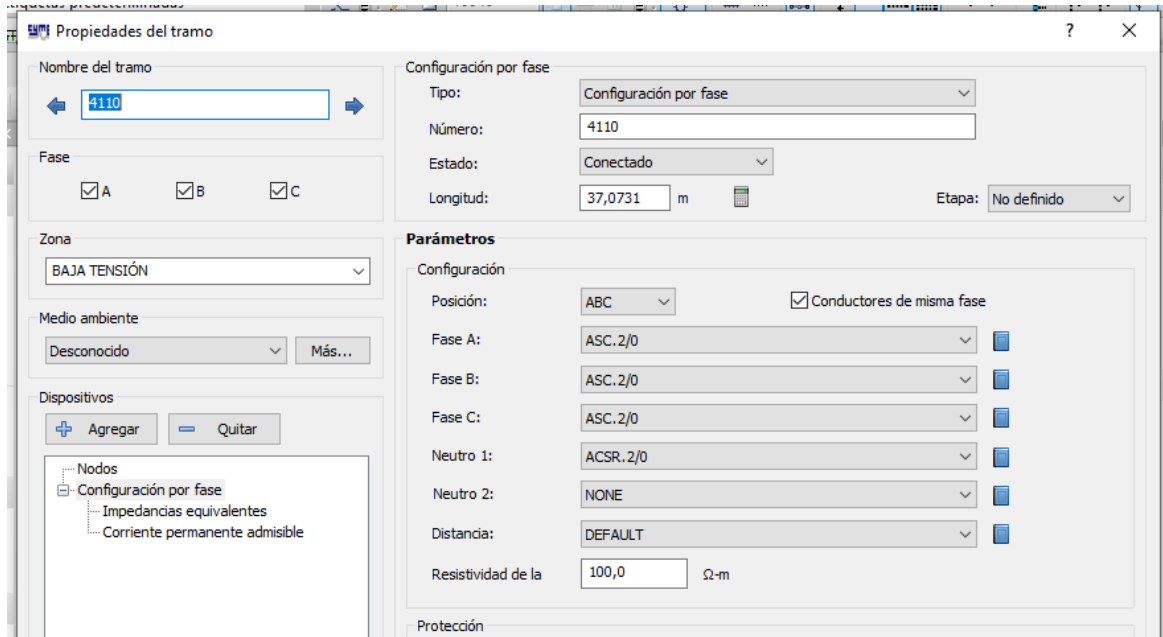 Etiquetas predeterminadas
CYME Propiedades del tramo ? ×
Nombre del tramo
4110
Fase
A B C
Zona
BAJA TENSIÓN
Medio ambiente
Desconocido Más...
Dispositivos
Agregar Quitar
Nodos
Configuración por fase
Impedancias equivalentes
Corriente permanente admisible
Configuración por fase
Tipo: Configuración por fase
Número: 4110
Estado: Conectado
Longitud: 37,0731 m Etapa: No definido
Parámetros
Configuración
Posición: ABC Conductores de misma fase
Fase A: ASC.2/0
Fase B: ASC.2/0
Fase C: ASC.2/0
Neutro 1: ACSR.2/0
Neutro 2: NONE
Distancia: DEFAULT
Resistividad de la 100,0 Ω-m
Protección